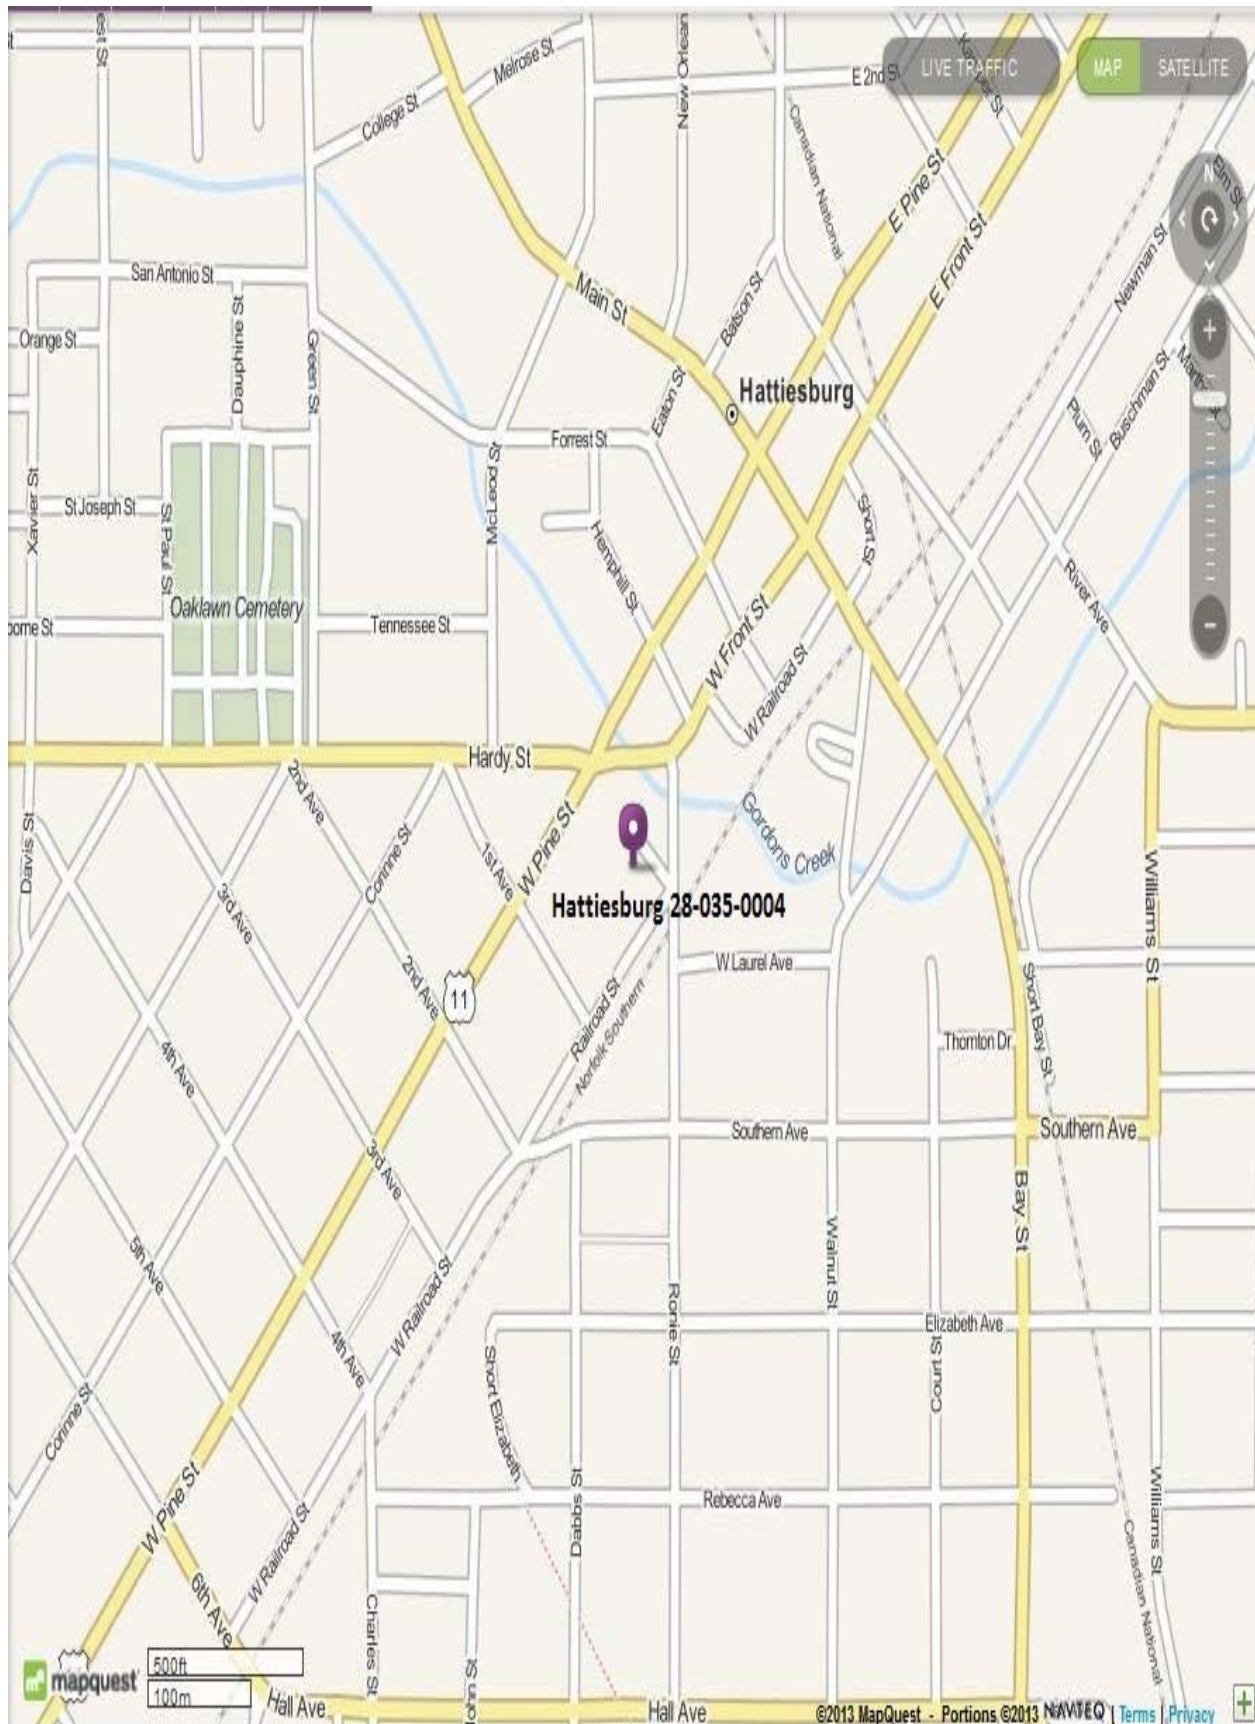 Melrose St
New Orlean
E 2nd St
LIVE TRAFFIC
MAP
SATELLITE
College St
Canadian National
E Pine St
N
Elm St
San Antonio St
Main St
Batson St
E Front St
Newman St
Orange St
Dauphine St
Green St
Hattiesburg
Eaton St
Buschman St
Plum St
Forrest St
Xavier St
St Joseph St
St Paul St
McLeod St
Hemphill St
Short St
Oaklawn Cemetery
Tennessee St
River Ave
W Front St
W Railroad St
Hardy St
2nd Ave
Davis St
Corinne St
1st Ave
W Pine St
Gordons Creek
3rd Ave
Hattiesburg 28-035-0004
Williams St
2nd Ave
11
W Laurel Ave
Railroad St
Norfolk Southern
Short Bay St
Thornton Dr
4th Ave
3rd Ave
Southern Ave
Southern Ave
5th Ave
W Railroad St
Walnut St
Bay St
Ronie St
Elizabeth Ave
4th Ave
Short Elizabeth
Court St
Corinne St
W Pine St
Dabbs St
Rebecca Ave
Williams St
W Railroad St
Canadian National
6th Ave
Charles St
mapquest
500ft
100m
Hall Ave
John St
Hall Ave
©2013 MapQuest - Portions ©2013 NAVTEQ | Terms | Privacy